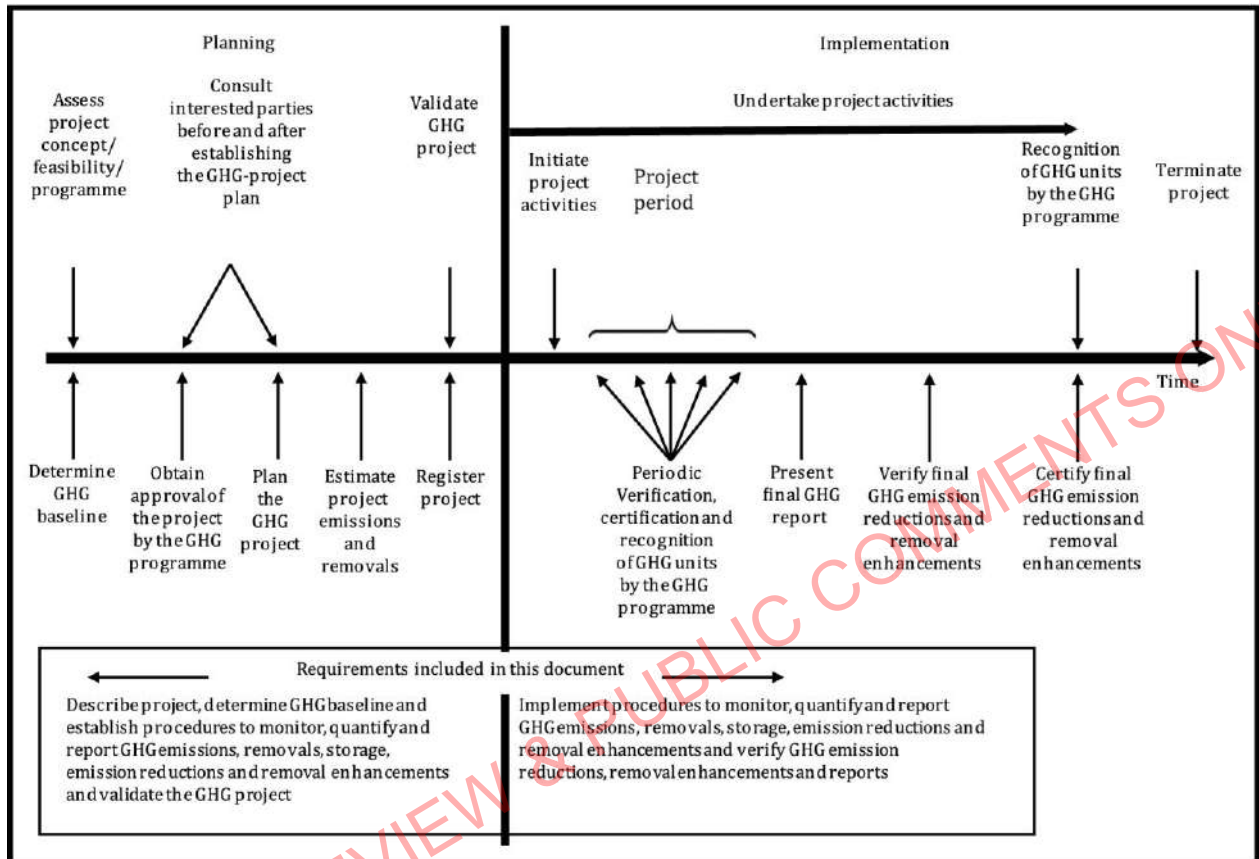 Planning
Implementation
Assess
project
concept/
feasibility/
programme
Consult
interested parties
before and after
establishing
the GHG-project
plan
Validate
GHG
project
Undertake project activities
Initiate
project
activities
Project
period
Recognition
of GHG units
by the GHG
programme
Terminate
project
Time
Determine
GHG
baseline
Obtain
approval of
the project
by the GHG
programme
Plan
the
GHG
project
Estimate
project
emissions
and
removals
Register
project
Periodic
Verification,
certification and
recognition
of GHG units
by the GHG
programme
Present
final GHG
report
Verify final
GHG emission
reductions and
removal
enhancements
Certify final
GHG emission
reductions and
removal
enhancements
Requirements included in this document
Describe project, determine GHG baseline and
establish procedures to monitor, quantify and
report GHG emissions, removals, storage,
emission reductions and removal enhancements
and validate the GHG project
Implement procedures to monitor, quantify and report
GHG emissions, removals, storage, emission reductions and
removal enhancements and verify GHG emission
reductions, removal enhancements and reports
VIEW & PUBLIC COMMENTS ON